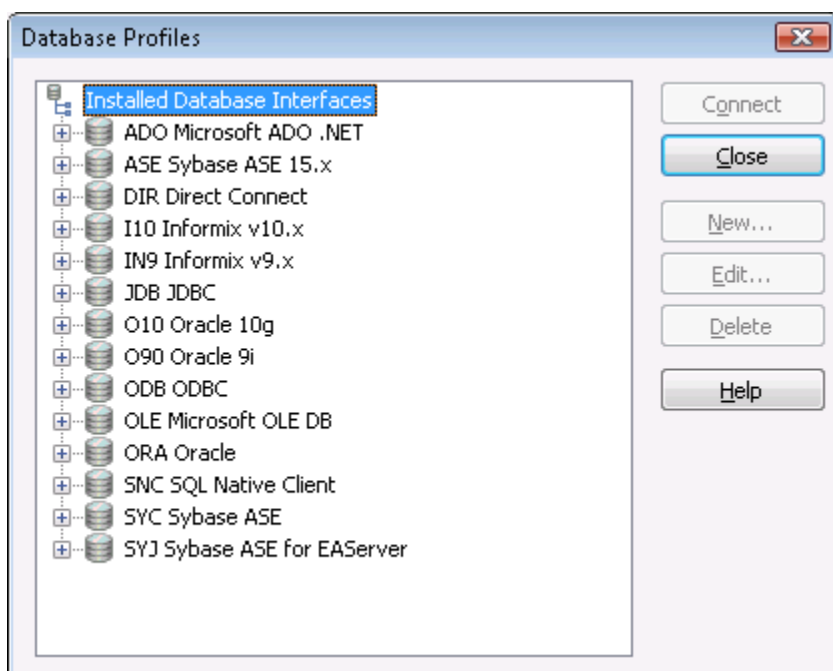 Database Profiles
Installed Database Interfaces
ADO Microsoft ADO .NET
ASE Sybase ASE 15.x
DIR Direct Connect
I10 Informix v10.x
IN9 Informix v9.x
JDB JDBC
O10 Oracle 10g
O90 Oracle 9i
ODB ODBC
OLE Microsoft OLE DB
ORA Oracle
SNC SQL Native Client
SYC Sybase ASE
SYJ Sybase ASE for EAServer
Connect
Close
New...
Edit...
Delete
Help